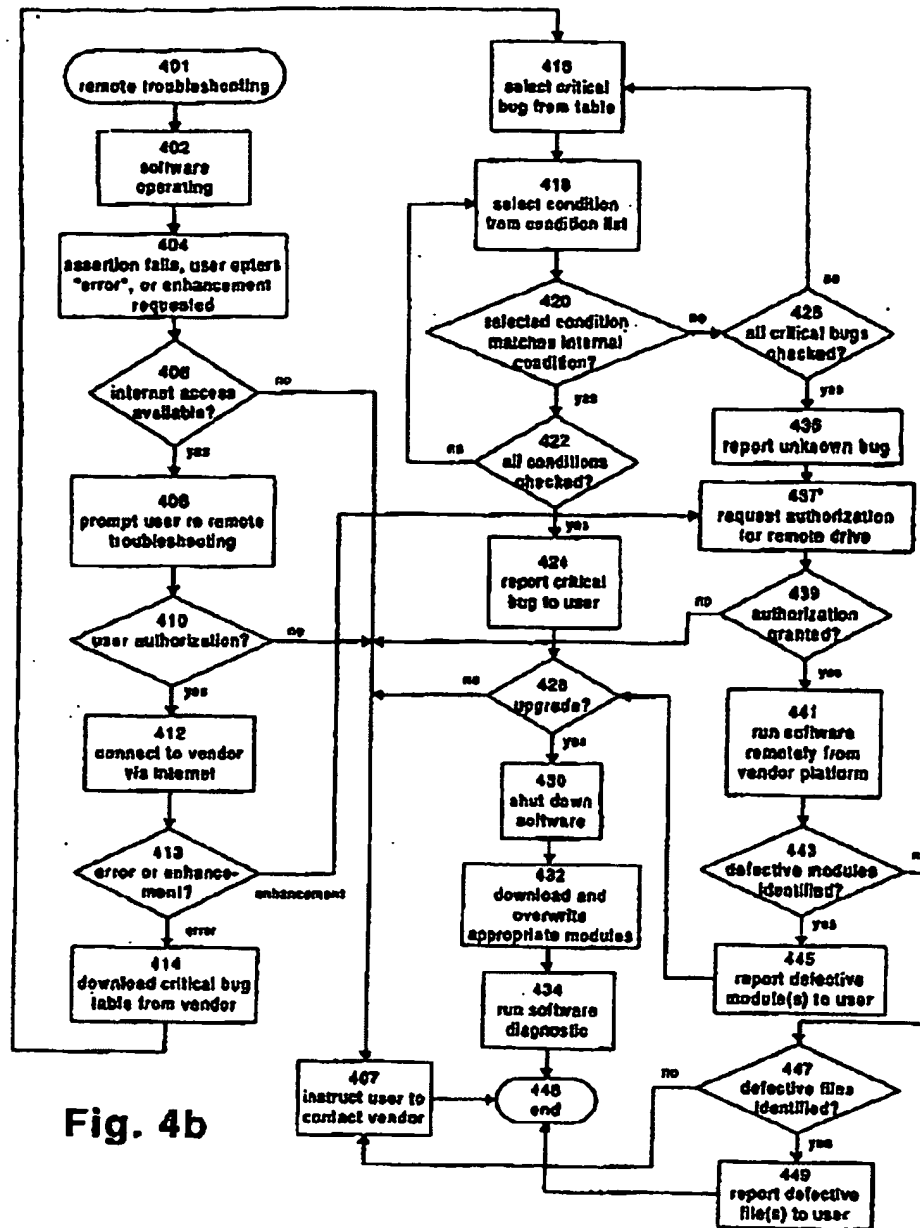 401
remote troubleshooting
402
software
operating
404
assertion fails, user enters
"error", or enhancement
requested
406
internet access
available?
no
yes
408
prompt user re remote
troubleshooting
410
user authorization?
no
yes
412
connect to vendor
via internet
413
error or enhance-
ment?
enhancement
error
414
download critical bug
table from vendor
416
select critical
bug from table
418
select condition
from condition list
420
selected condition
matches internal
condition?
no
yes
422
all conditions
checked?
no
yes
424
report critical
bug to user
428
upgrade?
no
yes
430
shut down
software
432
download and
overwrite
appropriate modules
434
run software
diagnostic
407
instruct user to
contact vendor
448
end
no
426
all critical bugs
checked?
yes
436
report unknown bug
437'
request authorization
for remote drive
439
authorization
granted?
no
yes
441
run software
remotely from
vendor platform
443
defective modules
identified?
yes
445
report defective
module(s) to user
447
defective files
identified?
no
yes
449
report defective
file(s) to user
Fig. 4b